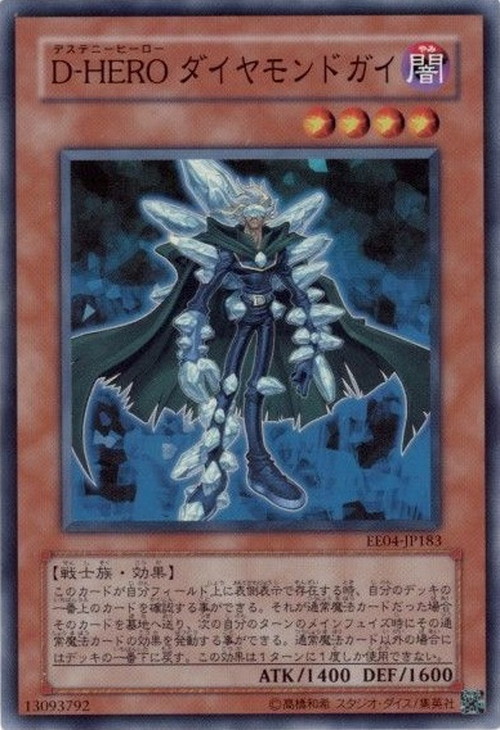 デステニーヒーロー
D-HERO ダイヤモンドガイ
やみ
闇
EE04-JP183
【戦士族・効果】
このカードが自分フィールド上に表側表示で存在する時、自分のデッキの
一番上のカードを確認する事ができる。それが通常魔法カードだった場合
そのカードを墓地へ送り、次の自分のターンのメインフェイズ時にその通
常魔法カードの効果を発動する事ができる。通常魔法カード以外の場合に
はデッキの一番下に戻す。この効果は1ターンに1度しか使用できない。
ATK/1400 DEF/1600
13093792
©高橋和希 スタジオ・ダイス/集英社